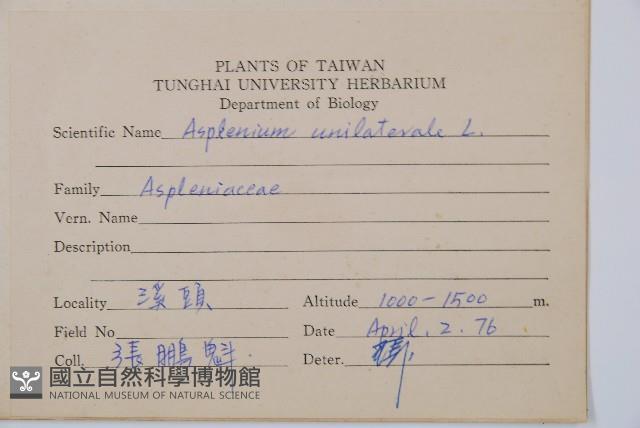 PLANTS OF TAIWAN
TUNGHAI UNIVERSITY HERBARIUM
Department of Biology
Scientific Name Asplenium unilaterale L.
Family Aspleniaceae
Vern. Name
Description
Locality 溪頭 Altitude 1000-1500 m.
Field No Date April. 2. 76
Coll. 張鵬魁 Deter.
國立自然科學博物館
NATIONAL MUSEUM OF NATURAL SCIENCE